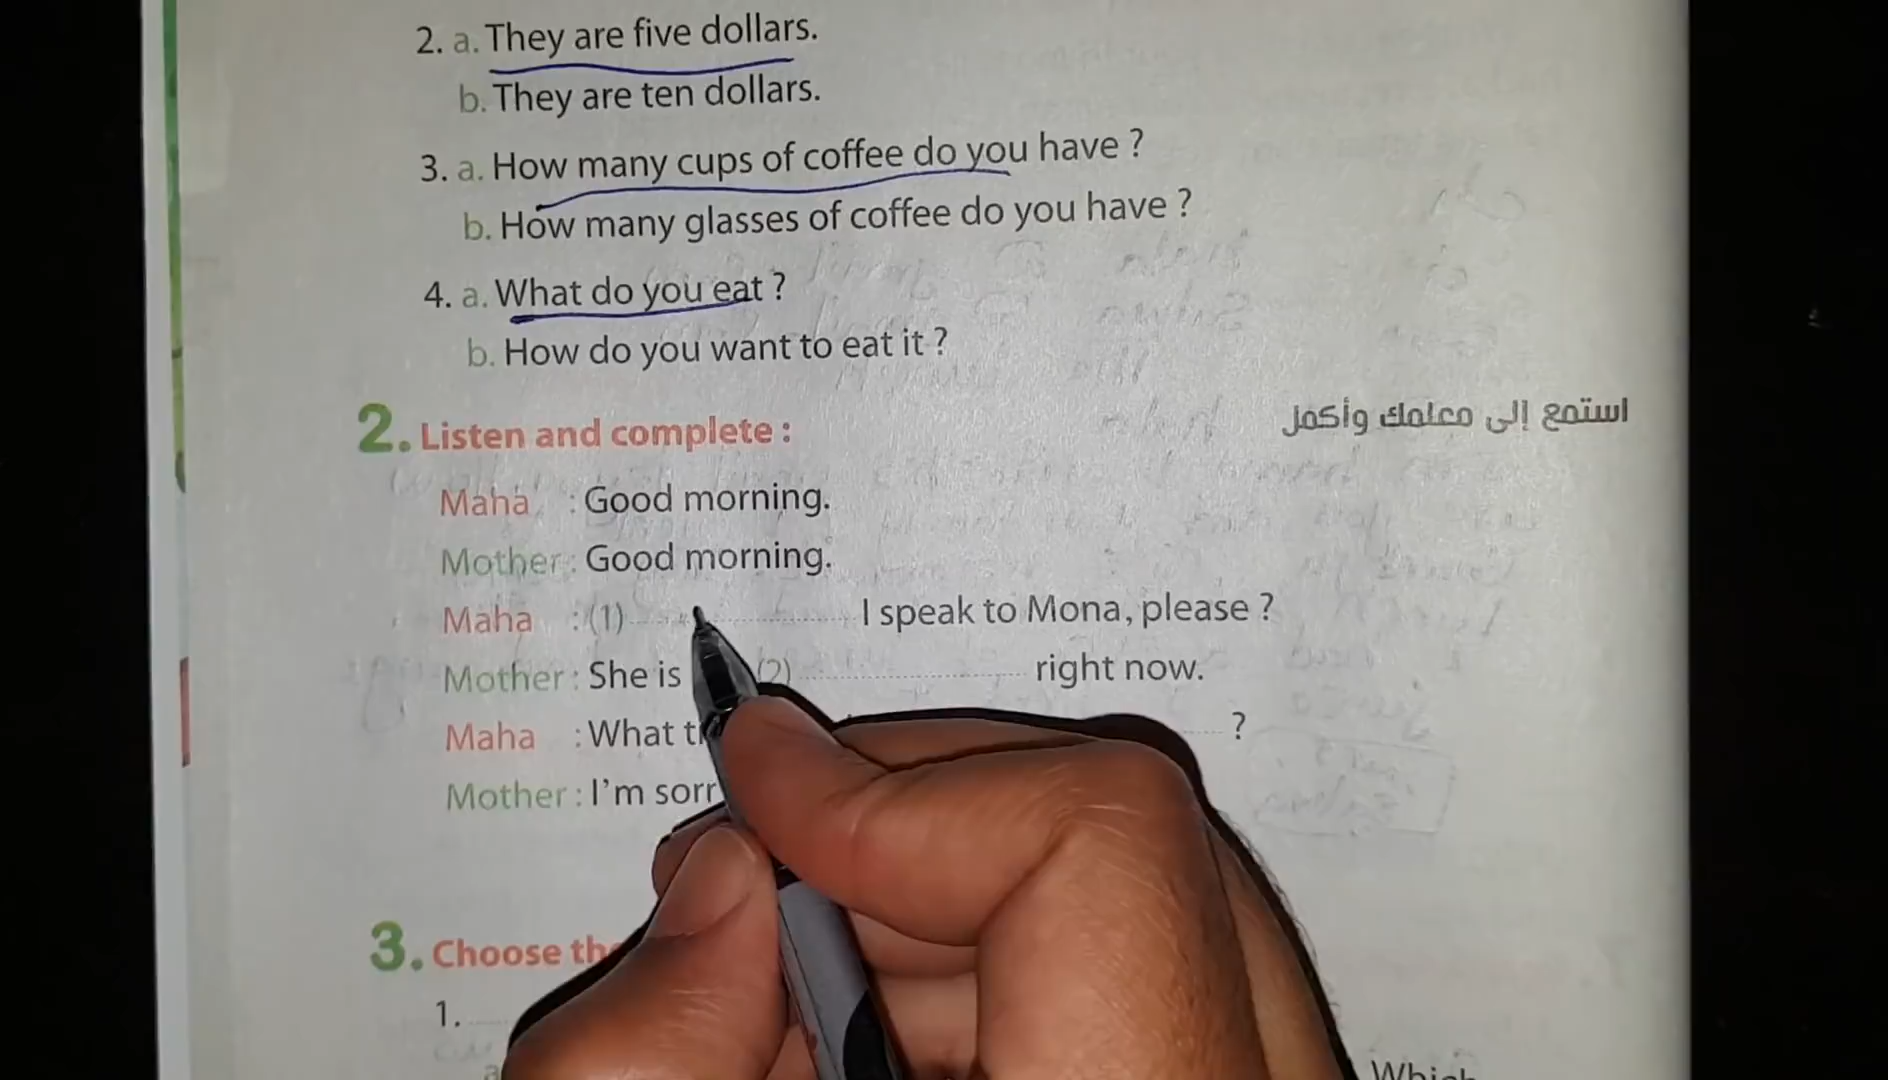 2. a. They are five dollars.
b. They are ten dollars.
3. a. How many cups of coffee do you have ?
b. How many glasses of coffee do you have ?
4. a. What do you eat ?
b. How do you want to eat it ?
2. Listen and complete : استمع إلى معلمك وأكمل
Maha : Good morning.
Mother : Good morning.
Maha : (1) .................... I speak to Mona, please ?
Mother : She is (2) .................... right now.
Maha : What ?
Mother : I'm
3. Choose
1.
Which